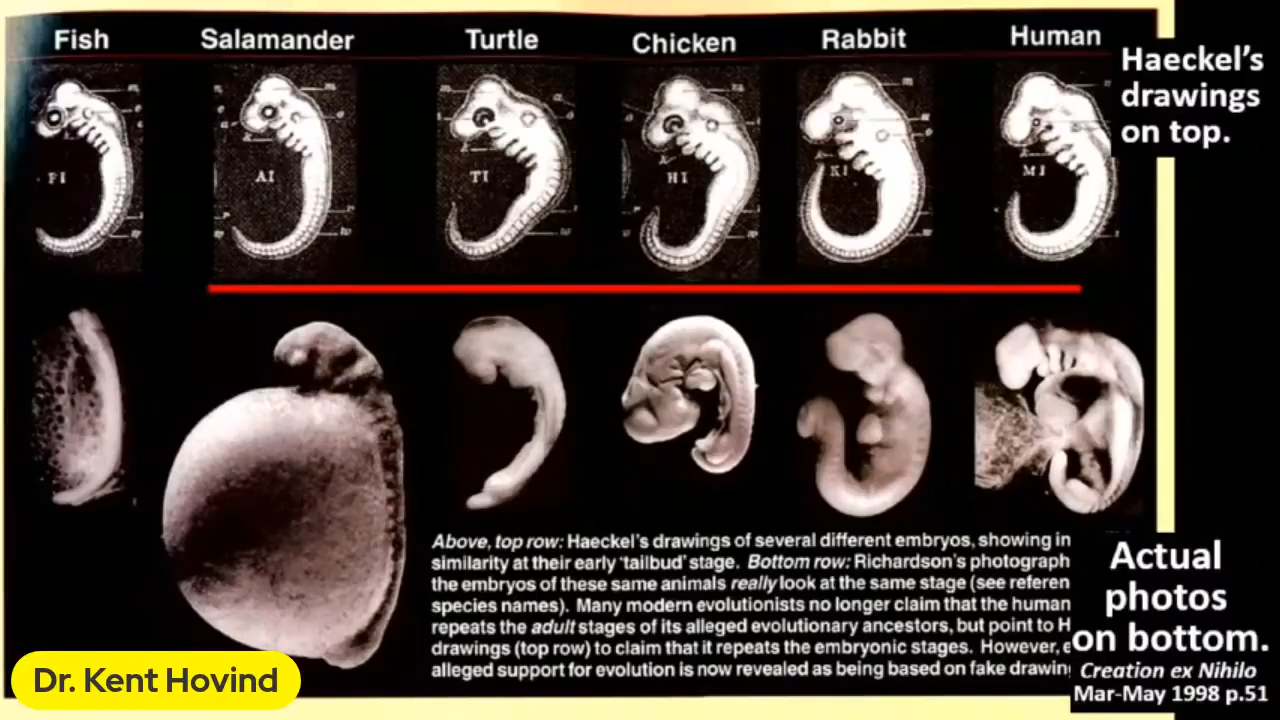 Fish Salamander Turtle Chicken Rabbit Human
Haeckel's
drawings
on top.
FI AI TI HI KI MI
Above, top row: Haeckel's drawings of several different embryos, showing in
similarity at their early 'tailbud' stage. Bottom row: Richardson's photograph
the embryos of these same animals really look at the same stage (see referen
species names). Many modern evolutionists no longer claim that the human
repeats the adult stages of its alleged evolutionary ancestors, but point to H
drawings (top row) to claim that it repeats the embryonic stages. However, e
alleged support for evolution is now revealed as being based on fake drawin
Actual
photos
on bottom.
Creation ex Nihilo
Mar-May 1998 p.51
Dr. Kent Hovind